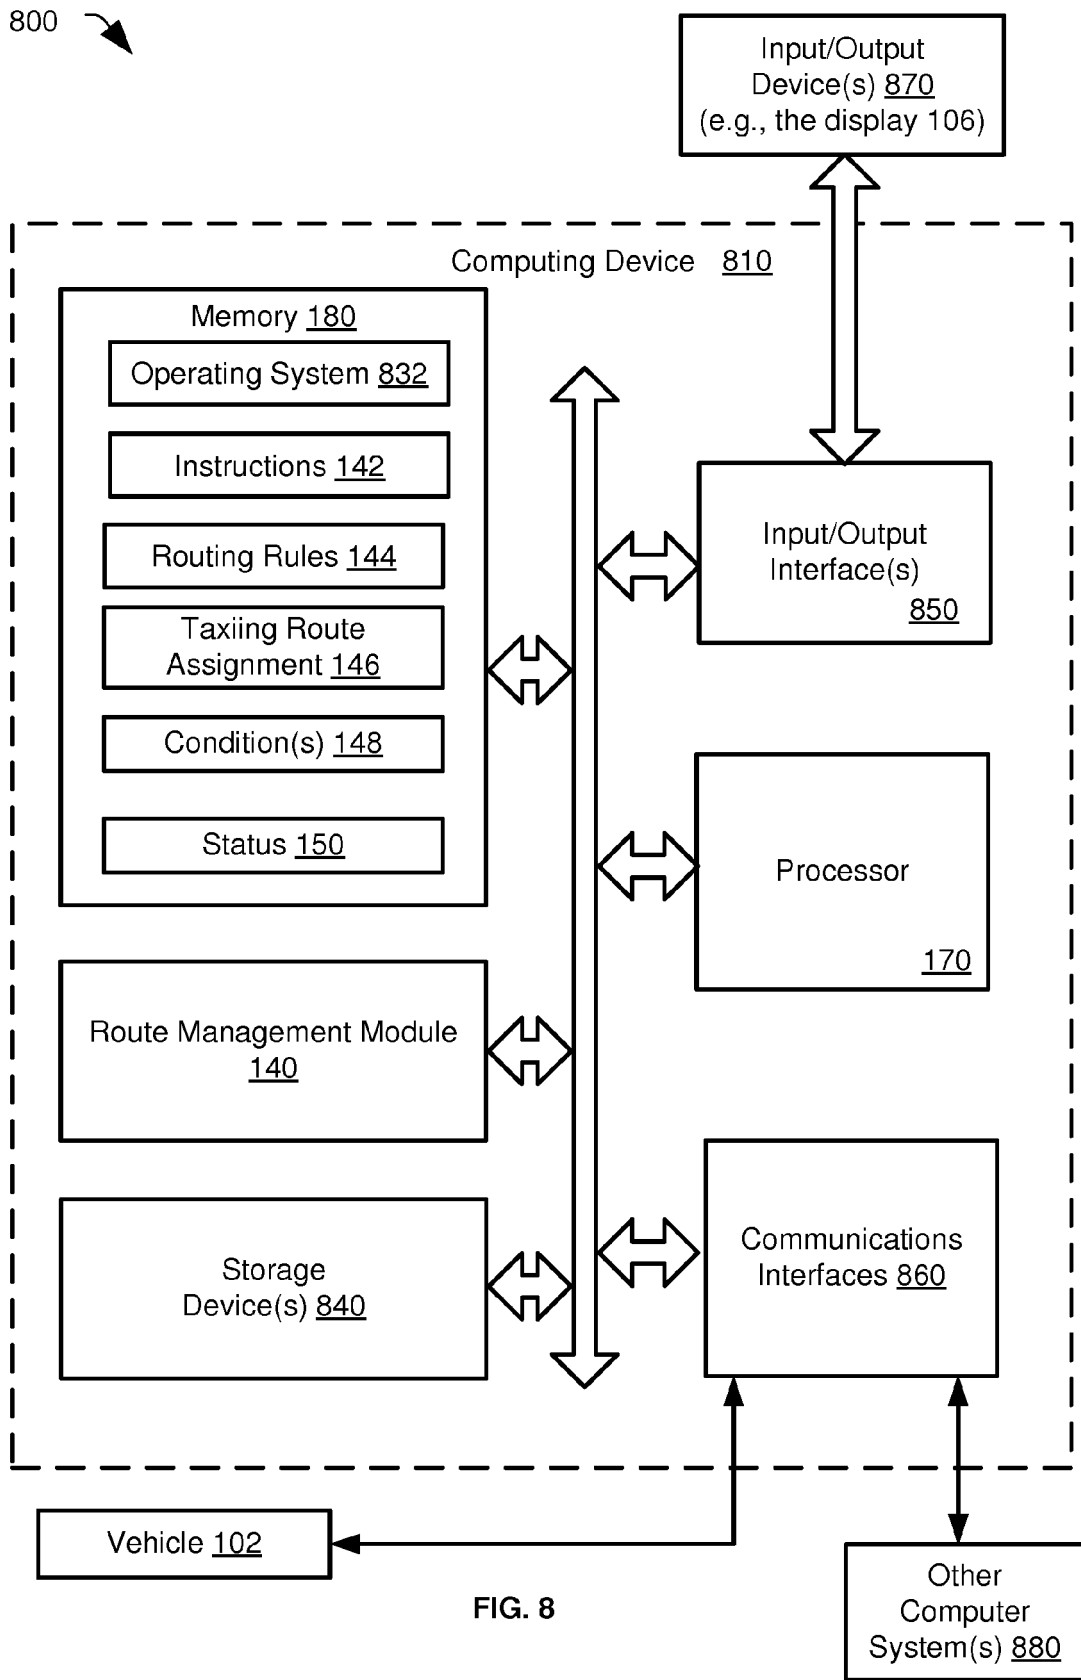 800
Input/Output
Device(s) 870
(e.g., the display 106)
Computing Device 810
Memory 180
Operating System 832
Instructions 142
Routing Rules 144
Taxiing Route
Assignment 146
Condition(s) 148
Status 150
Input/Output
Interface(s)
850
Processor
170
Route Management Module
140
Storage
Device(s) 840
Communications
Interfaces 860
Vehicle 102
Other
Computer
System(s) 880
FIG. 8